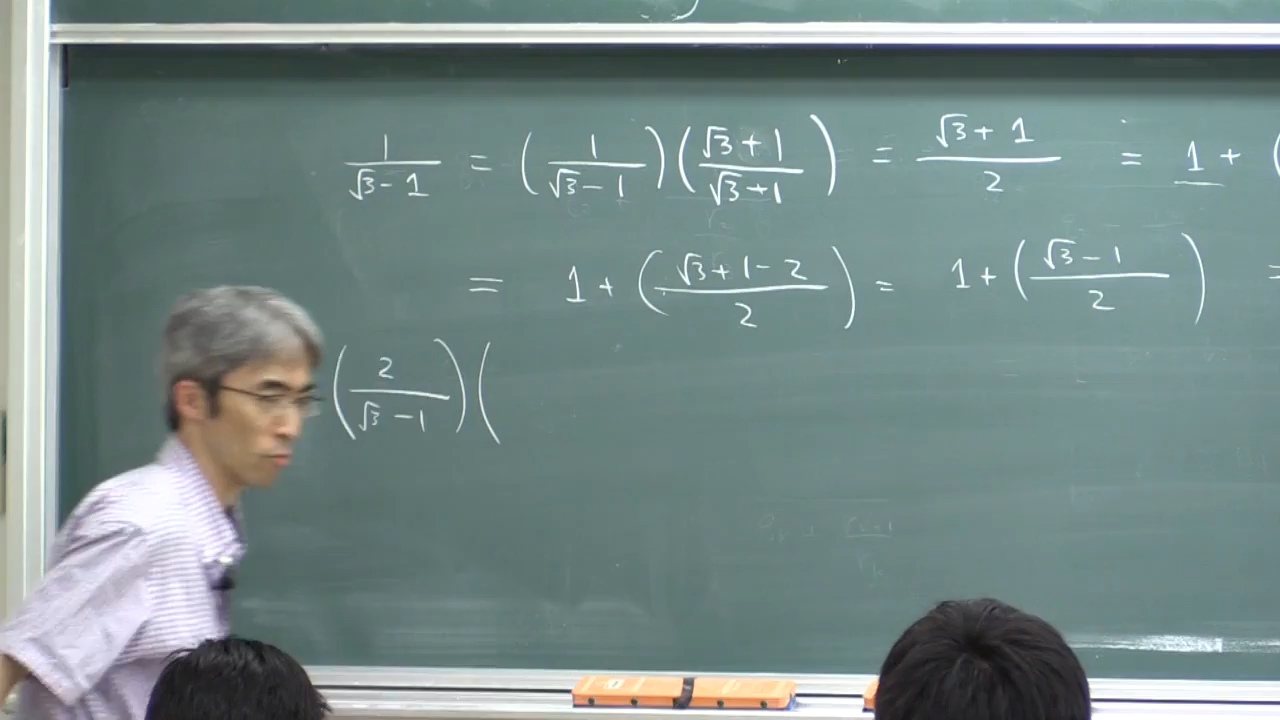 1/(√3 - 1) = (1/(√3 - 1))((√3 + 1)/(√3 + 1)) = (√3 + 1)/2 = 1 + (
= 1 + ((√3 + 1 - 2)/2) = 1 + ((√3 - 1)/2) =
(2/(√3 - 1))(